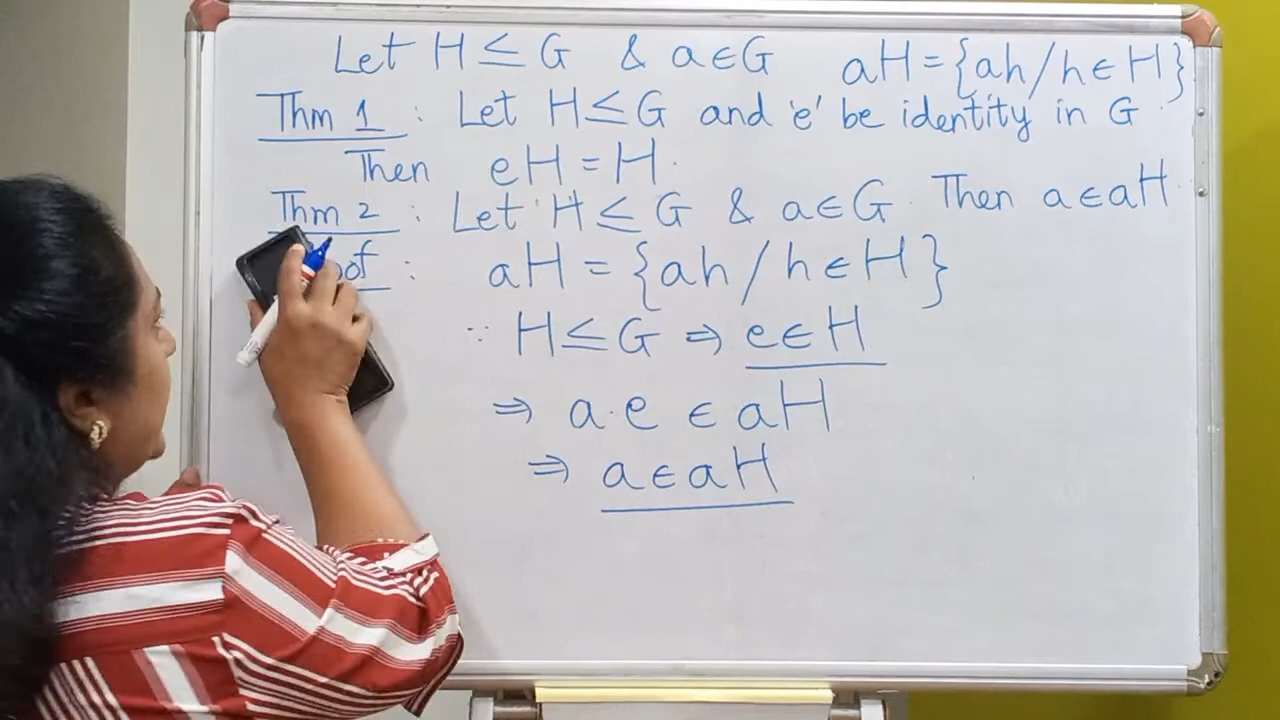 Let H ≤ G & a ∈ G aH = {ah / h ∈ H}
Thm 1 : Let H ≤ G and 'e' be identity in G.
Then eH = H.
Thm 2 : Let H ≤ G & a ∈ G. Then a ∈ aH.
aH = {ah / h ∈ H}
∵ H ≤ G ⇒ e ∈ H
⇒ a·e ∈ aH
⇒ a ∈ aH